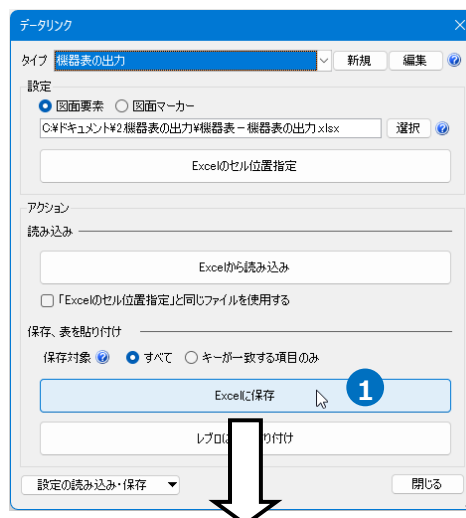 データリンク
タイプ 機器表の出力 新規 編集 ?
設定
図面要素 図面マーカー
C:¥ドキュメント¥2.機器表の出力¥機器表－機器表の出力.xlsx 選択 ?
Excelのセル位置指定
アクション
読み込み
Excelから読み込み
「Excelのセル位置指定」と同じファイルを使用する
保存、表を貼り付け
保存対象 ? すべて キーが一致する項目のみ
Excelに保存 1
レブロに り付け
設定の読み込み・保存 閉じる